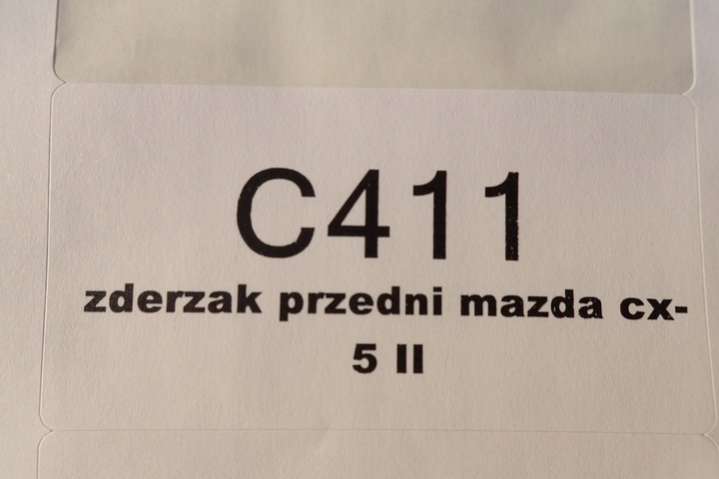 C411
zderzak przedni mazda cx-
5 II